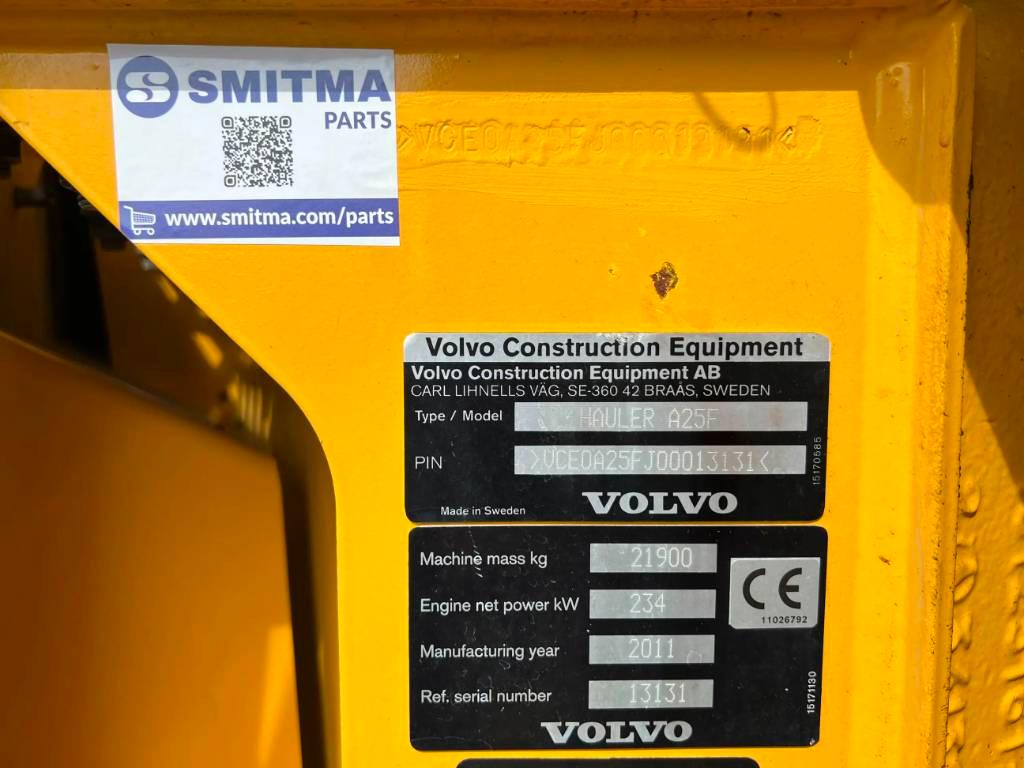 S SMITMA
PARTS
www.smitma.com/parts
>VCE0A25FJ00013131<
Volvo Construction Equipment
Volvo Construction Equipment AB
CARL LIHNELLS VÄG, SE-360 42 BRAÅS, SWEDEN
Type / Model HAULER A25F
PIN >VCE0A25FJ00013131<
15170585
Made in Sweden VOLVO
Machine mass kg 21900
Engine net power kW 234
CE
11026792
Manufacturing year 2011
Ref. serial number 13131
15171130
VOLVO